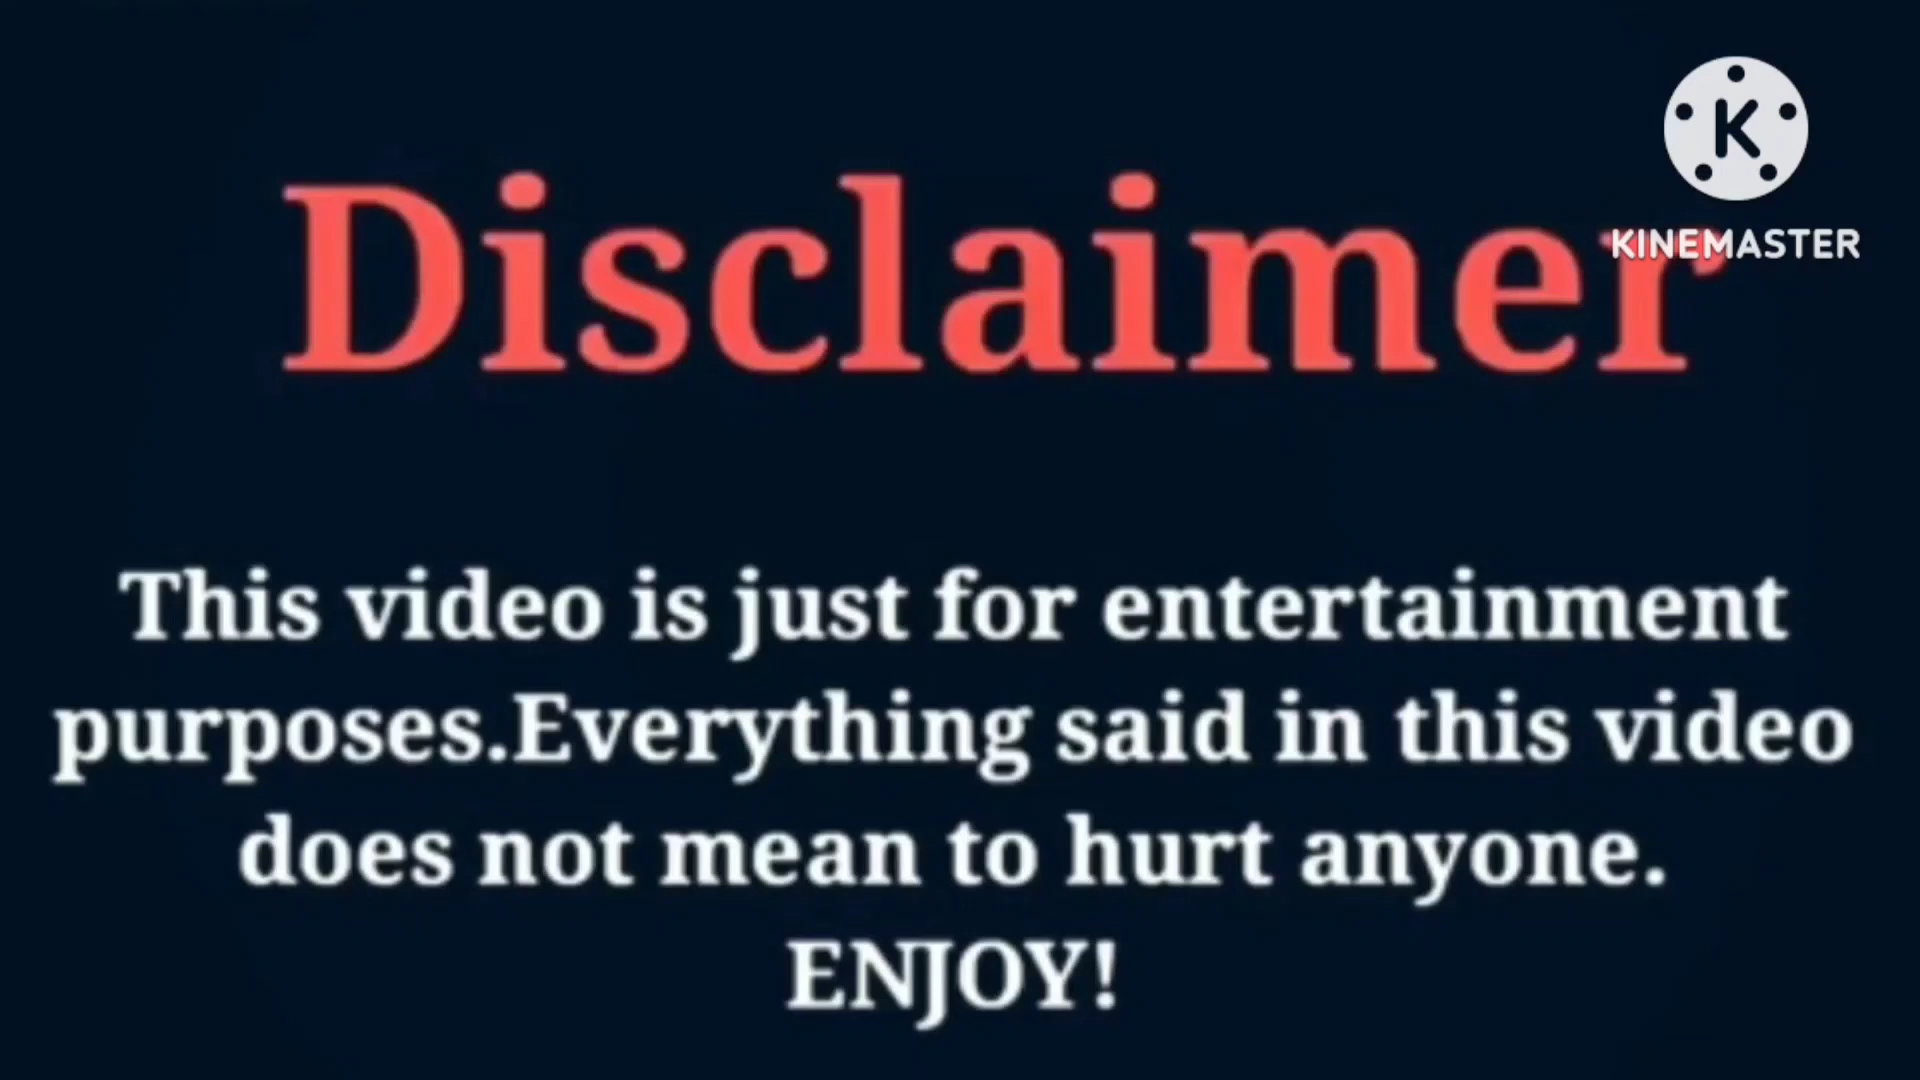 K
KINEMASTER
Disclaimer
This video is just for entertainment
purposes.Everything said in this video
does not mean to hurt anyone.
ENJOY!